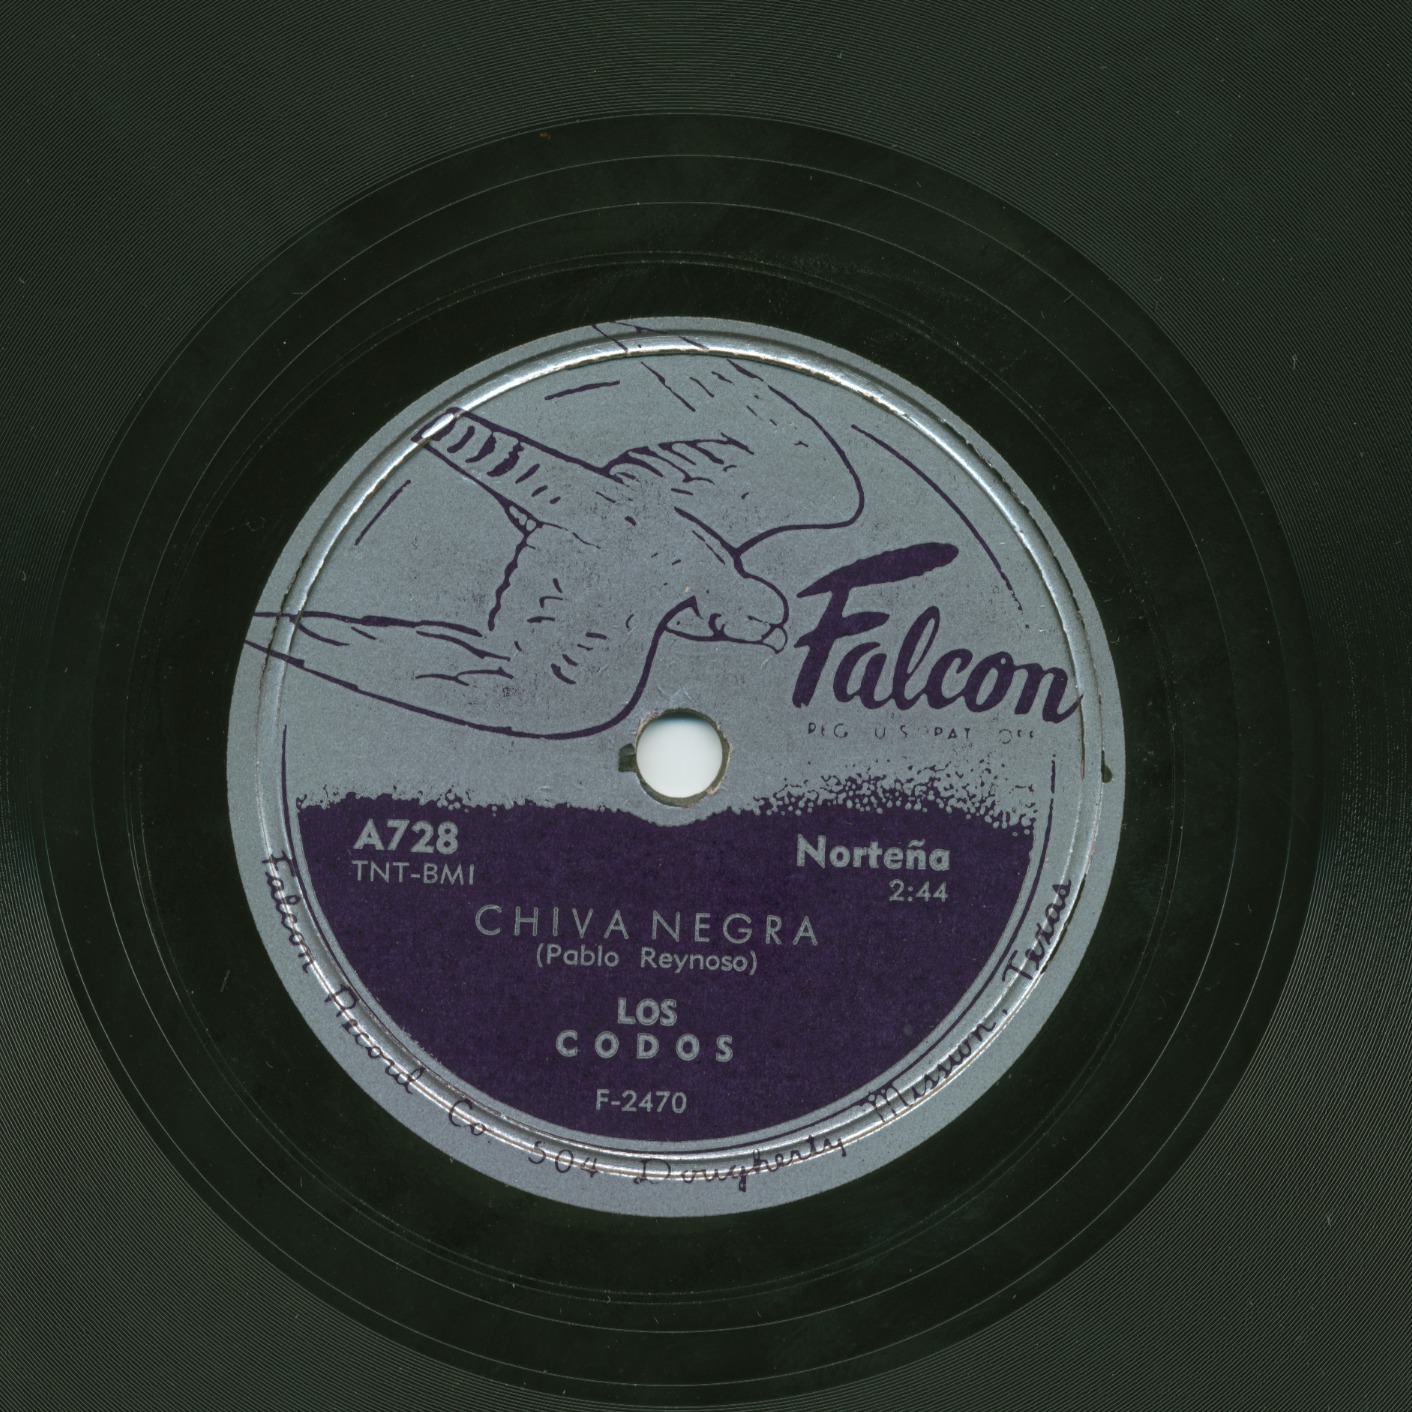 Falcon
REG U S PAT OFF
A728
TNT-BMI
Norteña
2:44
CHIVA NEGRA
(Pablo Reynoso)
LOS
CODOS
F-2470
Falcon Record Co. 504 Dougherty Mission, Texas